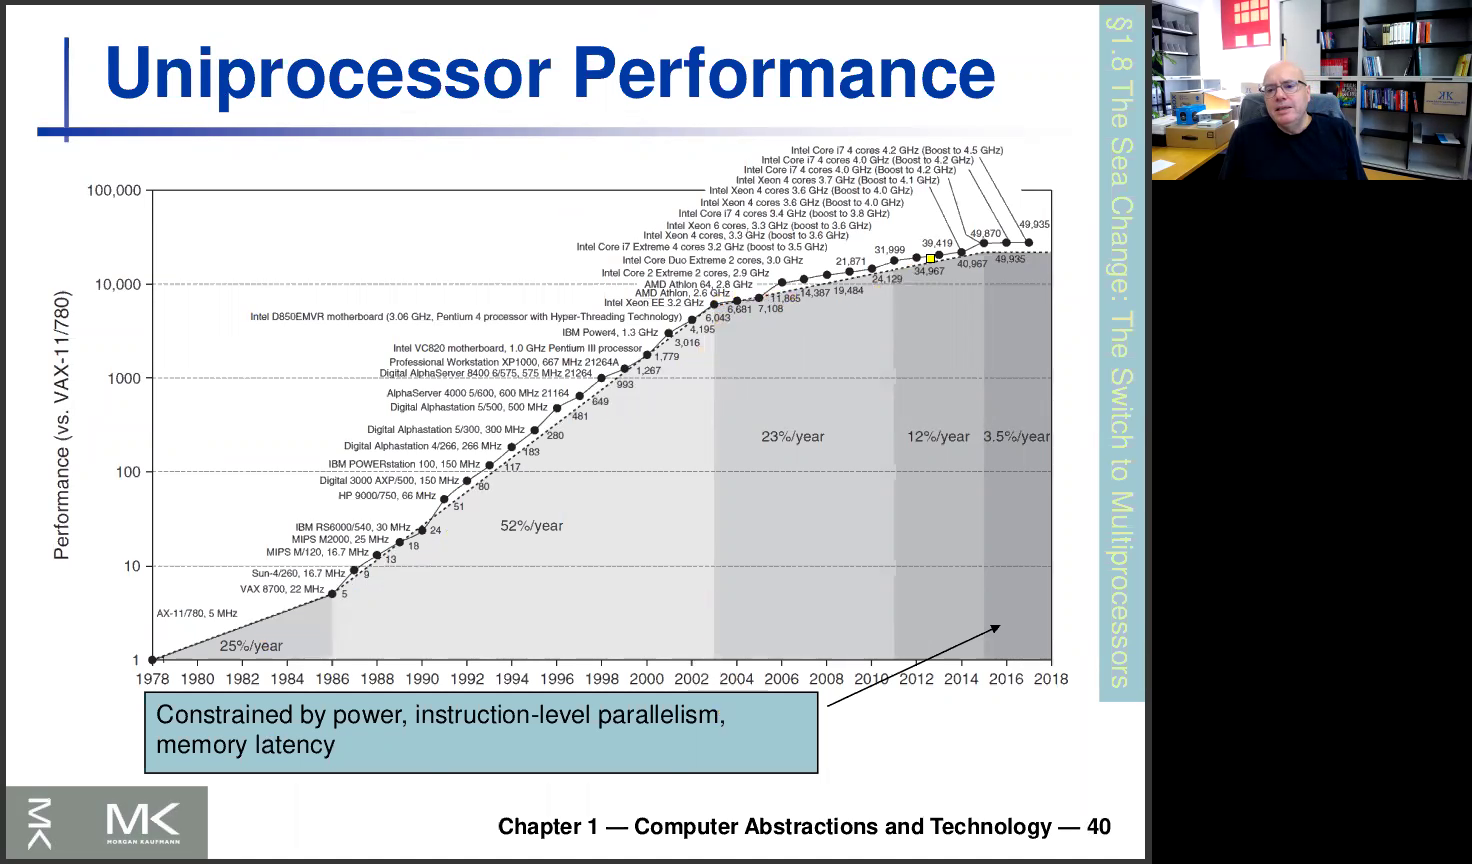 Uniprocessor Performance
§1.8 The Sea Change: The Switch to Multiprocessors
Performance (vs. VAX-11/780)
100,000
10,000
1000
100
10
1
Intel Core i7 4 cores 4.2 GHz (Boost to 4.5 GHz)
Intel Core i7 4 cores 4.0 GHz (Boost to 4.2 GHz)
Intel Core i7 4 cores 4.0 GHz (Boost to 4.2 GHz)
Intel Xeon 4 cores 3.7 GHz (Boost to 4.1 GHz)
Intel Xeon 4 cores 3.6 GHz (Boost to 4.0 GHz)
Intel Xeon 4 cores 3.6 GHz (Boost to 4.0 GHz)
Intel Core i7 4 cores 3.4 GHz (boost to 3.8 GHz)
Intel Xeon 6 cores, 3.3 GHz (boost to 3.6 GHz)
Intel Xeon 4 cores, 3.3 GHz (boost to 3.6 GHz)
Intel Core i7 Extreme 4 cores 3.2 GHz (boost to 3.5 GHz)
Intel Core Duo Extreme 2 cores, 3.0 GHz
Intel Core 2 Extreme 2 cores, 2.9 GHz
AMD Athlon 64, 2.8 GHz
AMD Athlon, 2.6 GHz
Intel Xeon EE 3.2 GHz
Intel D850EMVR motherboard (3.06 GHz, Pentium 4 processor with Hyper-Threading Technology)
IBM Power4, 1.3 GHz
Intel VC820 motherboard, 1.0 GHz Pentium III processor
Professional Workstation XP1000, 667 MHz 21264A
Digital AlphaServer 8400 6/575, 575 MHz 21264
AlphaServer 4000 5/600, 600 MHz 21164
Digital Alphastation 5/500, 500 MHz
Digital Alphastation 5/300, 300 MHz
Digital Alphastation 4/266, 266 MHz
IBM POWERstation 100, 150 MHz
Digital 3000 AXP/500, 150 MHz
HP 9000/750, 66 MHz
IBM RS6000/540, 30 MHz
MIPS M2000, 25 MHz
MIPS M/120, 16.7 MHz
Sun-4/260, 16.7 MHz
VAX 8700, 22 MHz
AX-11/780, 5 MHz
5
9
13
18
24
51
80
117
183
280
481
649
993
1,267
1,779
3,016
4,195
6,043
6,681
7,108
11,865
14,387
19,484
21,871
24,129
31,999
34,967
39,419
40,967
49,870
49,935
49,935
25%/year
52%/year
23%/year
12%/year
3.5%/year
1978 1980 1982 1984 1986 1988 1990 1992 1994 1996 1998 2000 2002 2004 2006 2008 2010 2012 2014 2016 2018
Constrained by power, instruction-level parallelism,
memory latency
MK
MK
MORGAN KAUFMANN
Chapter 1 — Computer Abstractions and Technology — 40